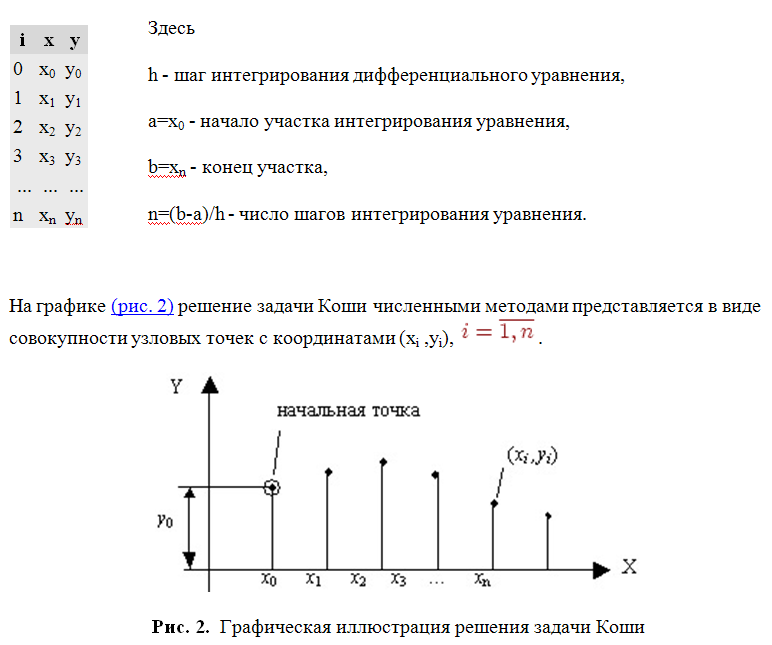 i x y
0 x₀ y₀
1 x₁ y₁
2 x₂ y₂
3 x₃ y₃
... ... ...
n xₙ yₙ
Здесь
h - шаг интегрирования дифференциального уравнения,
a=x₀ - начало участка интегрирования уравнения,
b=xₙ - конец участка,
n=(b-a)/h - число шагов интегрирования уравнения.
На графике (рис. 2) решение задачи Коши численными методами представляется в виде
совокупности узловых точек с координатами (xᵢ ,yᵢ), i = 1, n .
Y
начальная точка
(xᵢ,yᵢ)
y₀
X
x₀ x₁ x₂ x₃ ... xₙ
Рис. 2. Графическая иллюстрация решения задачи Коши